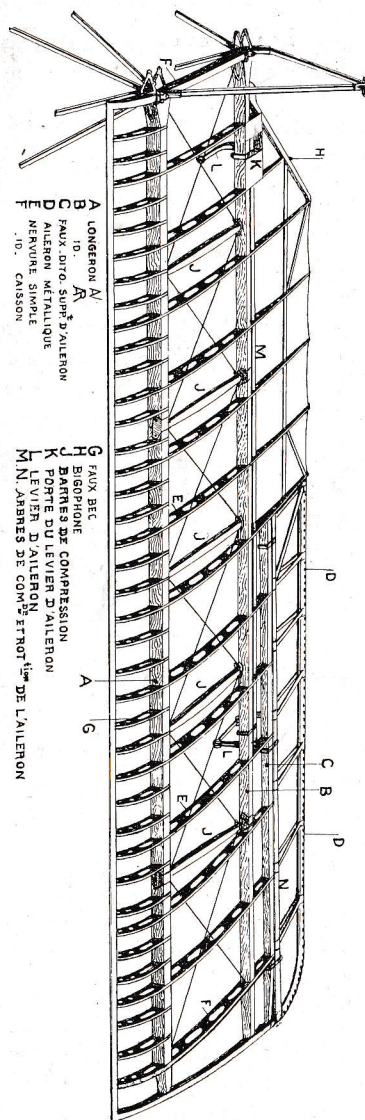 A LONGERON AV
B ID. AR
C FAUX.DITO.SUPPt D'AILERON
D AILERON MÉTALLIQUE
E NERVURE SIMPLE
F .ID. CAISSON
G FAUX BEC
H BIGOPHONE
J BARRES DE COMPRESSION
K PORTE DU LEVIER D'AILERON
L LEVIER D'AILERON
M.N. ARBRES DE COMDE ET ROTtion DE L'AILERON
F
H
K
L
J
M
J
E
J
D
A
G
J
L
C
B
D
E
J
N
F